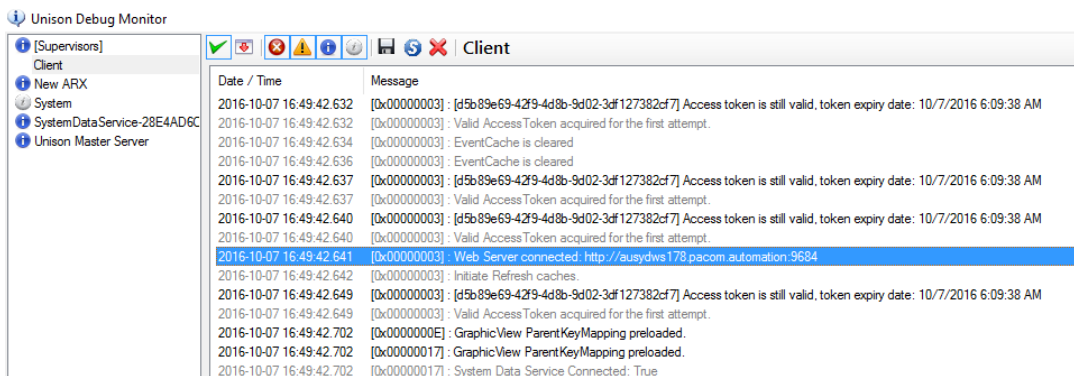 Unison Debug Monitor
[Supervisors]
Client
New ARX
System
SystemDataService-28E4AD6C
Unison Master Server
Client
Date / Time Message
2016-10-07 16:49:42.632 [0x00000003] : [d5b89e69-42f9-4d8b-9d02-3df127382cf7] Access token is still valid, token expiry date: 10/7/2016 6:09:38 AM
2016-10-07 16:49:42.632 [0x00000003] : Valid AccessToken acquired for the first attempt.
2016-10-07 16:49:42.634 [0x00000003] : EventCache is cleared
2016-10-07 16:49:42.636 [0x00000003] : EventCache is cleared
2016-10-07 16:49:42.637 [0x00000003] : [d5b89e69-42f9-4d8b-9d02-3df127382cf7] Access token is still valid, token expiry date: 10/7/2016 6:09:38 AM
2016-10-07 16:49:42.637 [0x00000003] : Valid AccessToken acquired for the first attempt.
2016-10-07 16:49:42.640 [0x00000003] : [d5b89e69-42f9-4d8b-9d02-3df127382cf7] Access token is still valid, token expiry date: 10/7/2016 6:09:38 AM
2016-10-07 16:49:42.640 [0x00000003] : Valid AccessToken acquired for the first attempt.
2016-10-07 16:49:42.641 [0x00000003] : Web Server connected: http://ausydws178.pacom.automation:9684
2016-10-07 16:49:42.642 [0x00000003] : Initiate Refresh caches.
2016-10-07 16:49:42.649 [0x00000003] : [d5b89e69-42f9-4d8b-9d02-3df127382cf7] Access token is still valid, token expiry date: 10/7/2016 6:09:38 AM
2016-10-07 16:49:42.649 [0x00000003] : Valid AccessToken acquired for the first attempt.
2016-10-07 16:49:42.702 [0x0000000E] : GraphicView ParentKeyMapping preloaded.
2016-10-07 16:49:42.702 [0x00000017] : GraphicView ParentKeyMapping preloaded.
2016-10-07 16:49:42.702 [0x00000017] : System Data Service Connected: True